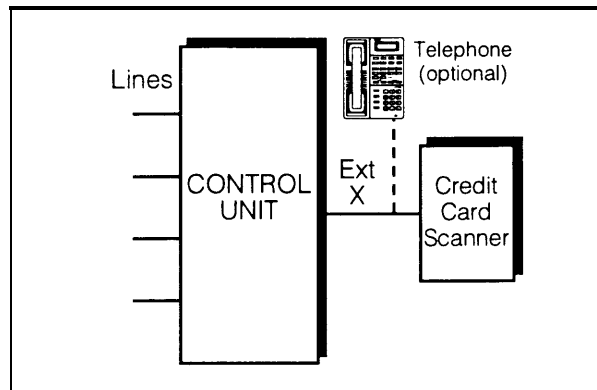 Lines
Telephone
(optional)
CONTROL
UNIT
Ext
X
Credit
Card
Scanner